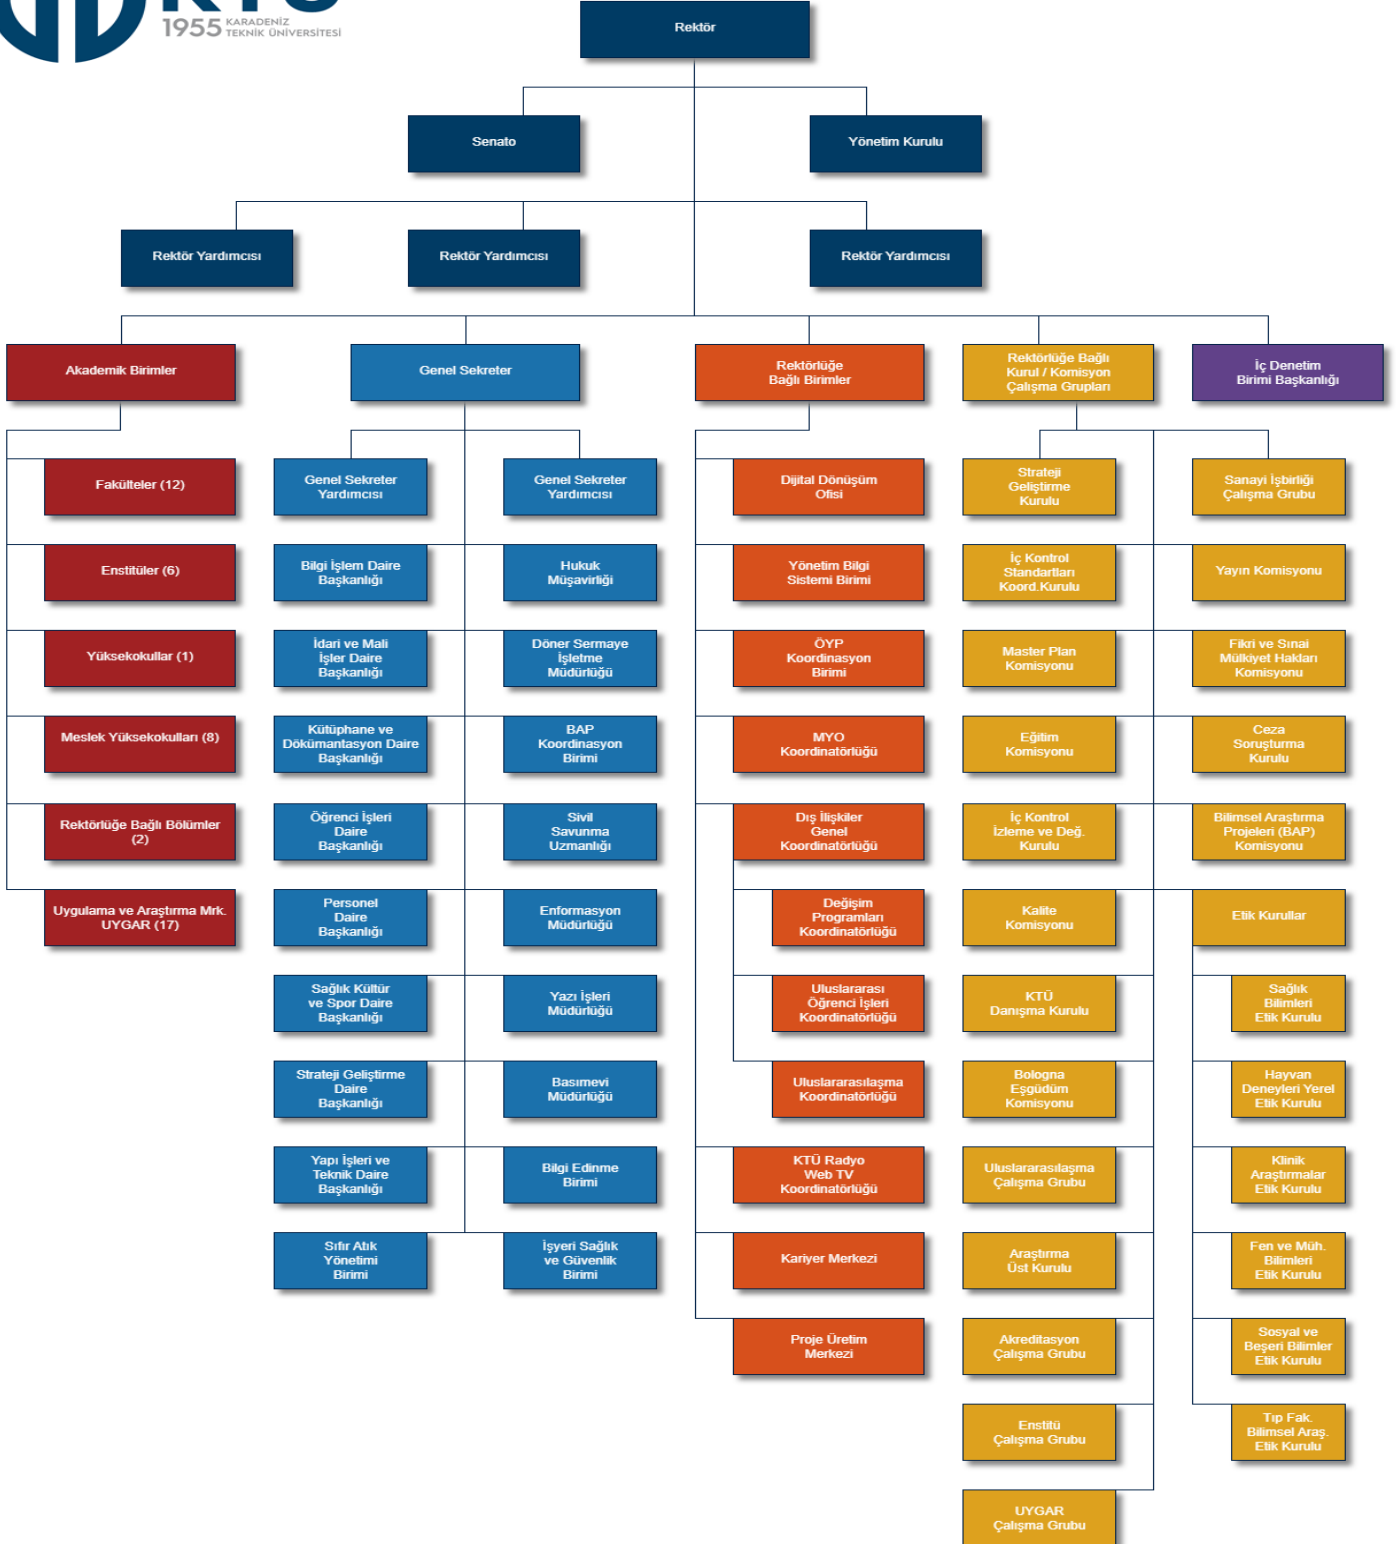 KTÜ
1955 KARADENİZ
TEKNİK ÜNİVERSİTESİ
Rektör
Senato
Yönetim Kurulu
Rektör Yardımcısı
Rektör Yardımcısı
Rektör Yardımcısı
Akademik Birimler
Genel Sekreter
Rektörlüğe
Bağlı Birimler
Rektörlüğe Bağlı
Kurul / Komisyon
Çalışma Grupları
İç Denetim
Birimi Başkanlığı
Fakülteler (12)
Enstitüler (6)
Yüksekokullar (1)
Meslek Yüksekokulları (8)
Rektörlüğe Bağlı Bölümler
(2)
Uygulama ve Araştırma Mrk.
UYGAR (17)
Genel Sekreter
Yardımcısı
Genel Sekreter
Yardımcısı
Bilgi İşlem Daire
Başkanlığı
Hukuk
Müşavirliği
İdari ve Mali
İşler Daire
Başkanlığı
Döner Sermaye
İşletme
Müdürlüğü
Kütüphane ve
Dökümantasyon Daire
Başkanlığı
BAP
Koordinasyon
Birimi
Öğrenci İşleri
Daire
Başkanlığı
Sivil
Savunma
Uzmanlığı
Personel
Daire
Başkanlığı
Enformasyon
Müdürlüğü
Sağlık Kültür
ve Spor Daire
Başkanlığı
Yazı İşleri
Müdürlüğü
Strateji Geliştirme
Daire
Başkanlığı
Basımevi
Müdürlüğü
Yapı İşleri ve
Teknik Daire
Başkanlığı
Bilgi Edinme
Birimi
Sıfır Atık
Yönetimi
Birimi
İşyeri Sağlık
ve Güvenlik
Birimi
Dijital Dönüşüm
Ofisi
Yönetim Bilgi
Sistemi Birimi
ÖYP
Koordinasyon
Birimi
MYO
Koordinatörlüğü
Dış İlişkiler
Genel
Koordinatörlüğü
Değişim
Programları
Koordinatörlüğü
Uluslararası
Öğrenci İşleri
Koordinatörlüğü
Uluslararasılaşma
Koordinatörlüğü
KTÜ Radyo
Web TV
Koordinatörlüğü
Kariyer Merkezi
Proje Üretim
Merkezi
Strateji
Geliştirme
Kurulu
Sanayi İşbirliği
Çalışma Grubu
İç Kontrol
Standartları
Koord.Kurulu
Yayın Komisyonu
Master Plan
Komisyonu
Fikri ve Sınai
Mülkiyet Hakları
Komisyonu
Eğitim
Komisyonu
Ceza
Soruşturma
Kurulu
İç Kontrol
İzleme ve Değ.
Kurulu
Bilimsel Araştırma
Projeleri (BAP)
Komisyonu
Kalite
Komisyonu
Etik Kurullar
KTÜ
Danışma Kurulu
Bologna
Eşgüdüm
Komisyonu
Uluslararasılaşma
Çalışma Grubu
Araştırma
Üst Kurulu
Akreditasyon
Çalışma Grubu
Enstitü
Çalışma Grubu
UYGAR
Çalışma Grubu
Sağlık
Bilimleri
Etik Kurulu
Hayvan
Deneyleri Yerel
Etik Kurulu
Klinik
Araştırmalar
Etik Kurulu
Fen ve Müh.
Bilimleri
Etik Kurulu
Sosyal ve
Beşeri Bilimler
Etik Kurulu
Tıp Fak.
Bilimsel Araş.
Etik Kurulu